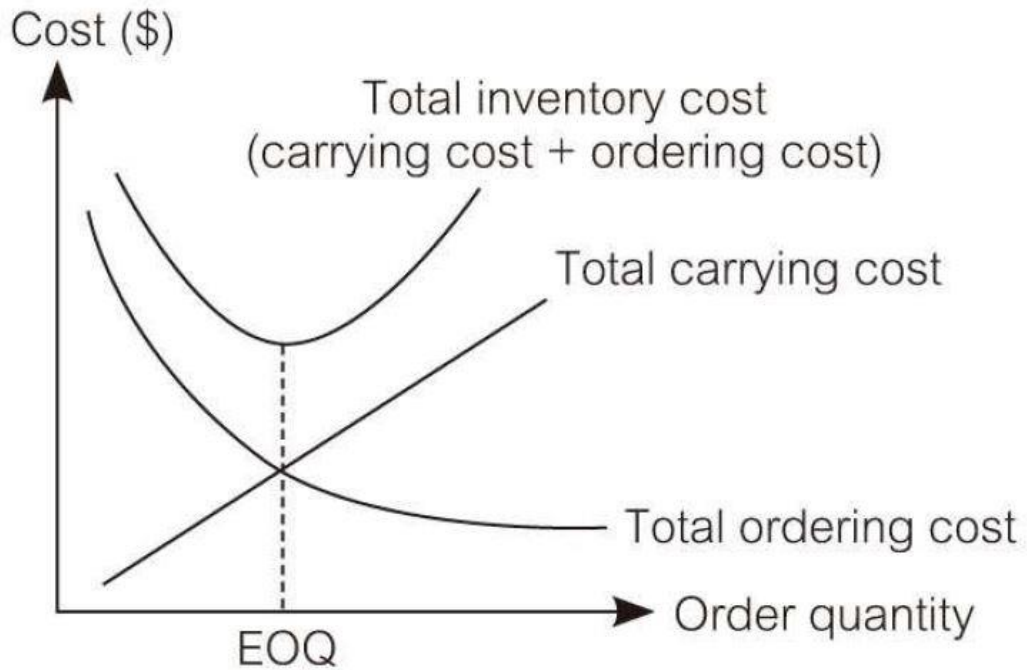 Cost ($)
Total inventory cost
(carrying cost + ordering cost)
Total carrying cost
Total ordering cost
Order quantity
EOQ